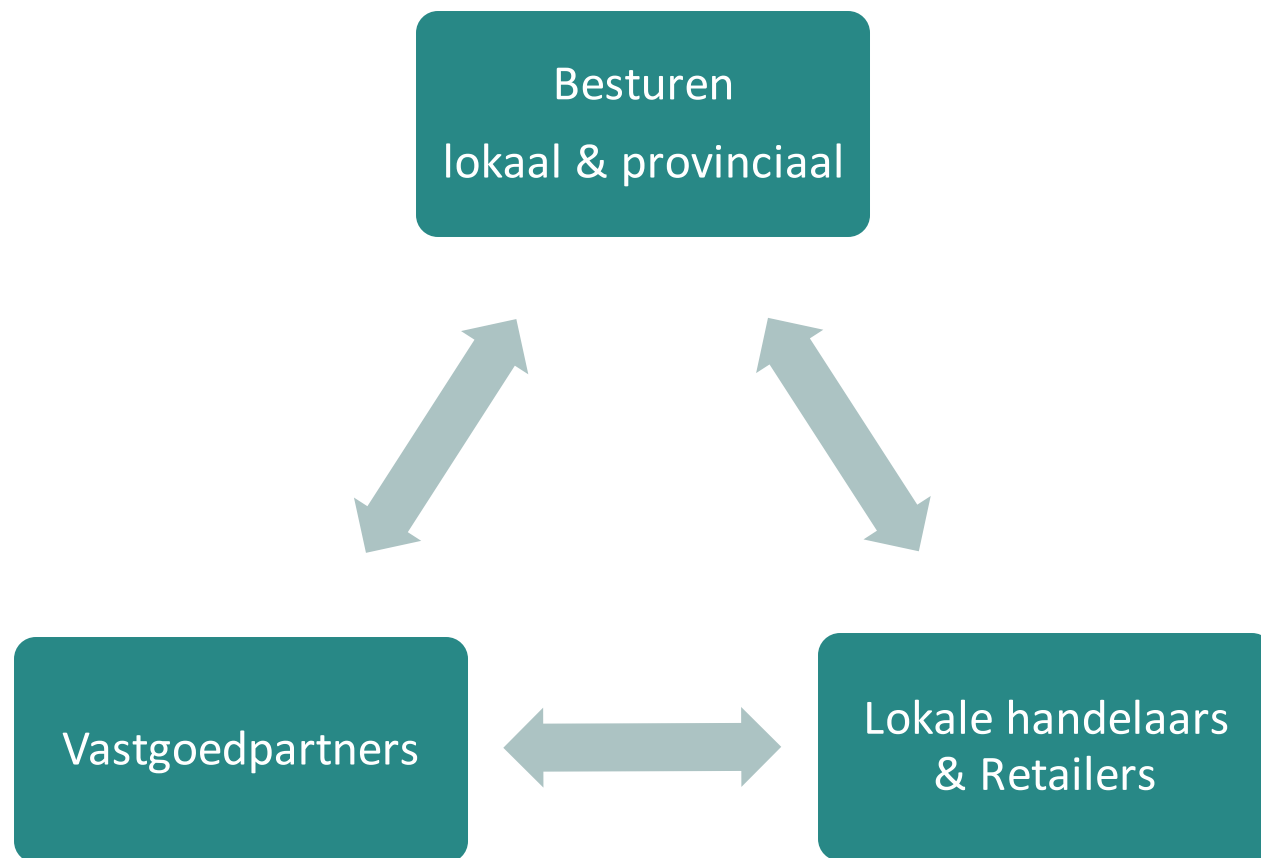 Besturen
lokaal & provinciaal
Vastgoedpartners
Lokale handelaars
& Retailers